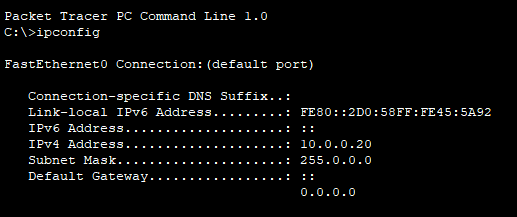 Packet Tracer PC Command Line 1.0
C:\>ipconfig
FastEthernet0 Connection:(default port)
Connection-specific DNS Suffix..:
Link-local IPv6 Address.........: FE80::2D0:58FF:FE45:5A92
IPv6 Address....................: ::
IPv4 Address....................: 10.0.0.20
Subnet Mask.....................: 255.0.0.0
Default Gateway.................: ::
0.0.0.0